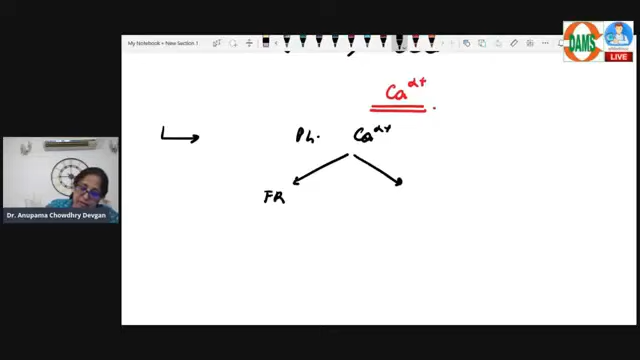 My Notebook » New Section 1
DAMS
LIVE
Ca²⁺
Ph. Ca²⁺
FR
Dr. Anupama Chowdhry Devgan